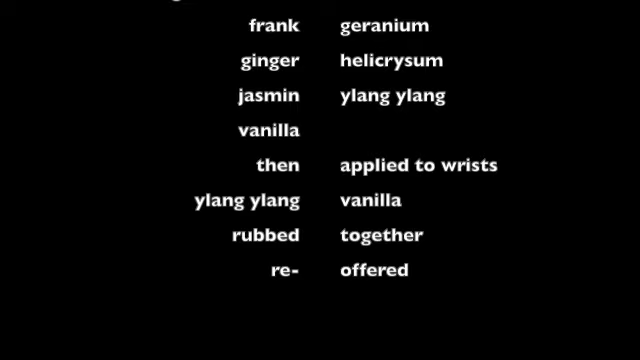 frank geranium
ginger helicrysum
jasmin ylang ylang
vanilla
then applied to wrists
ylang ylang vanilla
rubbed together
re- offered